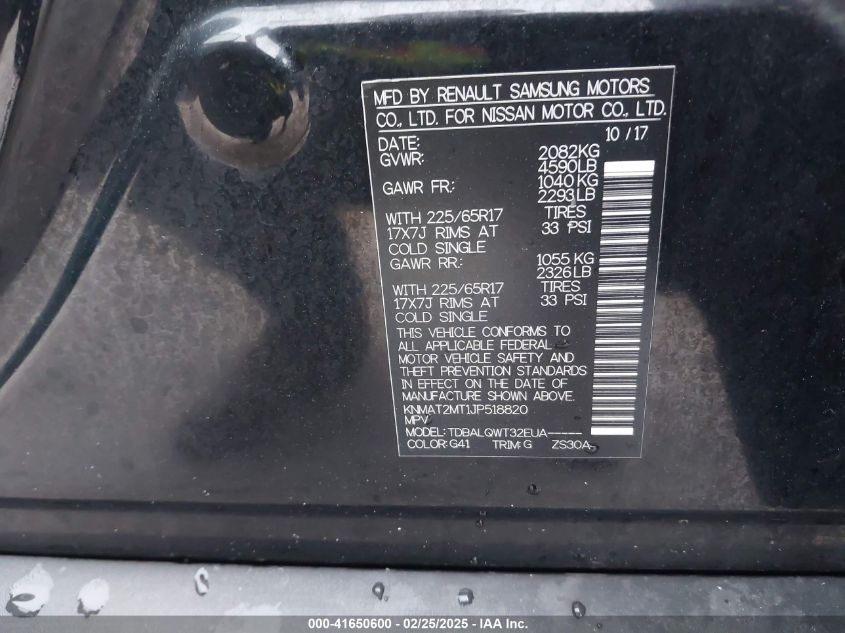 MFD BY RENAULT SAMSUNG MOTORS
CO., LTD. FOR NISSAN MOTOR CO., LTD.
DATE: 10 / 17
GVWR: 2082KG
4590LB
GAWR FR: 1040 KG
2293LB
WITH 225/65R17 TIRES
17X7J RIMS AT 33 PSI
COLD SINGLE
GAWR RR.: 1055 KG
2326LB
WITH 225/65R17 TIRES
17X7J RIMS AT 33 PSI
COLD SINGLE
THIS VEHICLE CONFORMS TO
ALL APPLICABLE FEDERAL
MOTOR VEHICLE SAFETY AND
THEFT PREVENTION STANDARDS
IN EFFECT ON THE DATE OF
MANUFACTURE SHOWN ABOVE.
KNMAT2MT1JP518820
MPV
MODEL: TDBALQWT32EUA-----
COLOR: G41 TRIM: G ZS30A
000-41650600 - 02/25/2025 - IAA Inc.